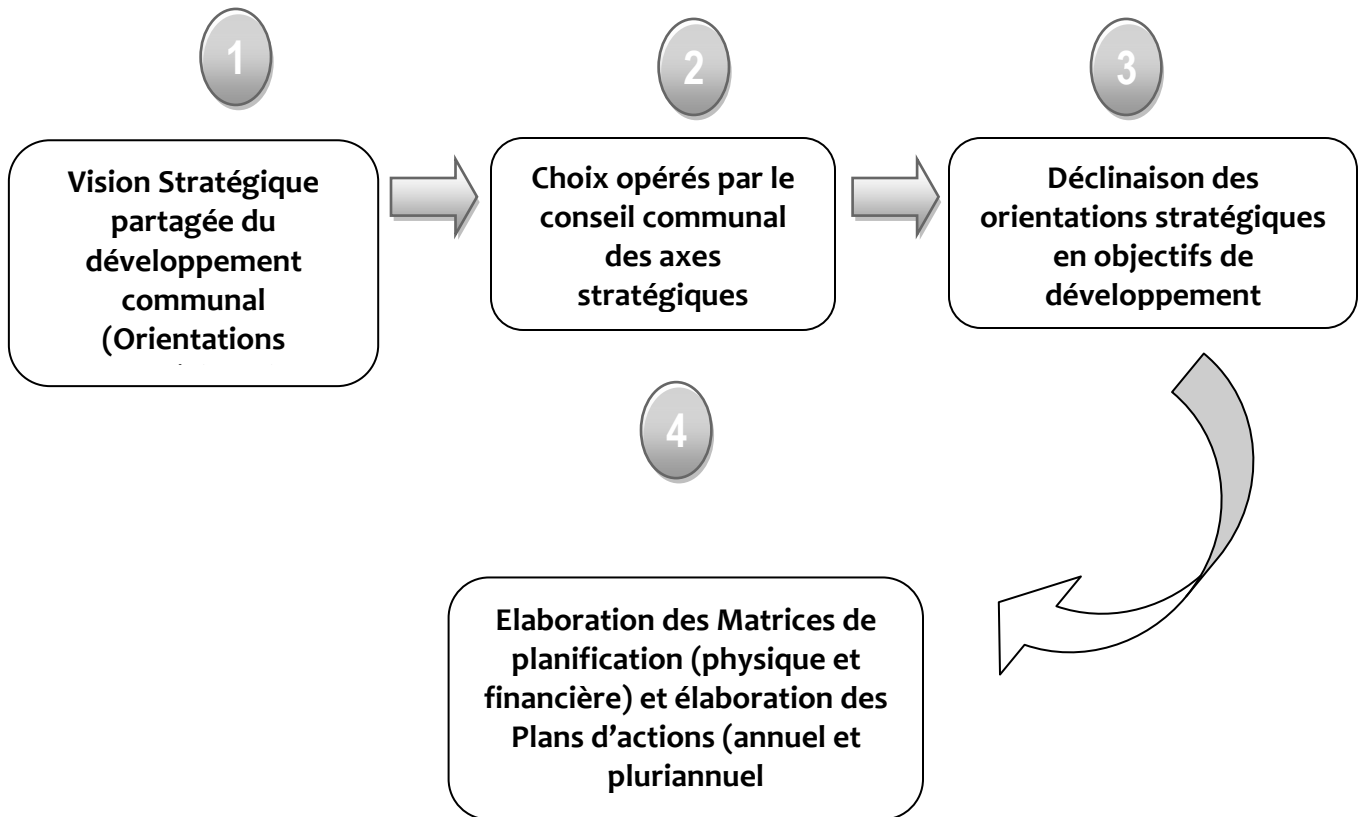 1
Vision Stratégique
partagée du
développement
communal
(Orientations
2
Choix opérés par le
conseil communal
des axes
stratégiques
3
Déclinaison des
orientations stratégiques
en objectifs de
développement
4
Elaboration des Matrices de
planification (physique et
financière) et élaboration des
Plans d’actions (annuel et
pluriannuel